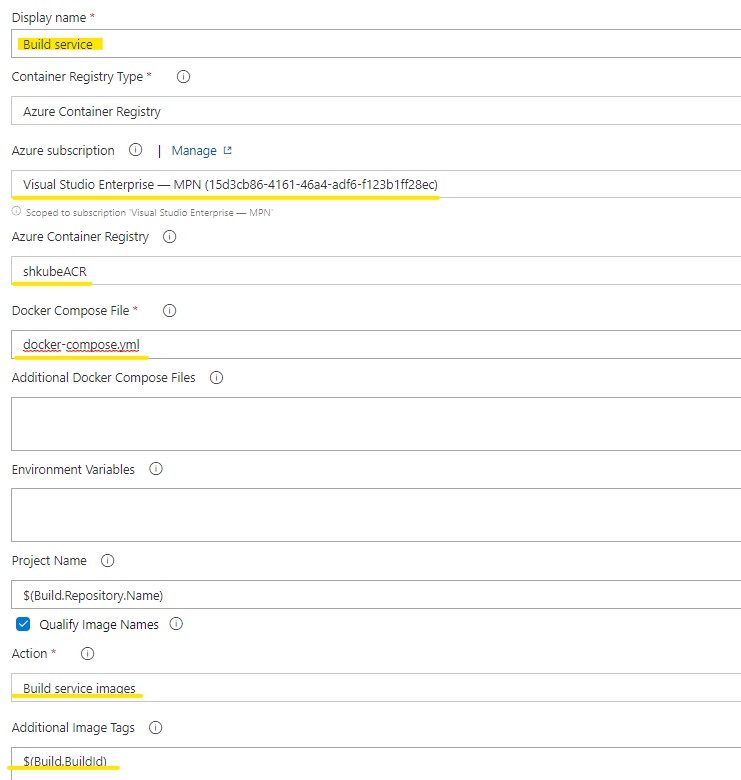 Display name *
Build service
Container Registry Type *
Azure Container Registry
Azure subscription | Manage
Visual Studio Enterprise — MPN (15d3cb86-4161-46a4-adf6-f123b1ff28ec)
Scoped to subscription 'Visual Studio Enterprise — MPN'
Azure Container Registry
shkubeACR
Docker Compose File *
docker-compose.yml
Additional Docker Compose Files
Environment Variables
Project Name
$(Build.Repository.Name)
Qualify Image Names
Action *
Build service images
Additional Image Tags
$(Build.BuildId)